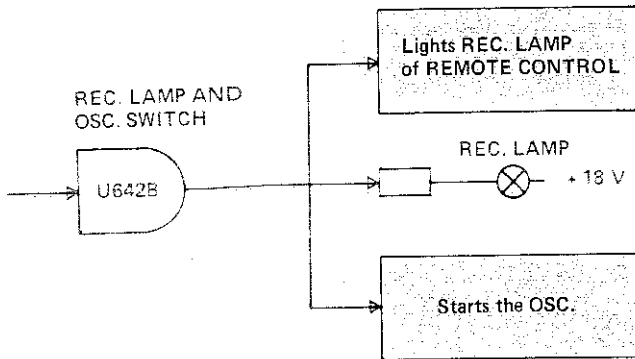 Lights REC. LAMP
of REMOTE CONTROL
REC. LAMP AND
OSC. SWITCH
U642B
REC. LAMP
+ 18 V
Starts the OSC.